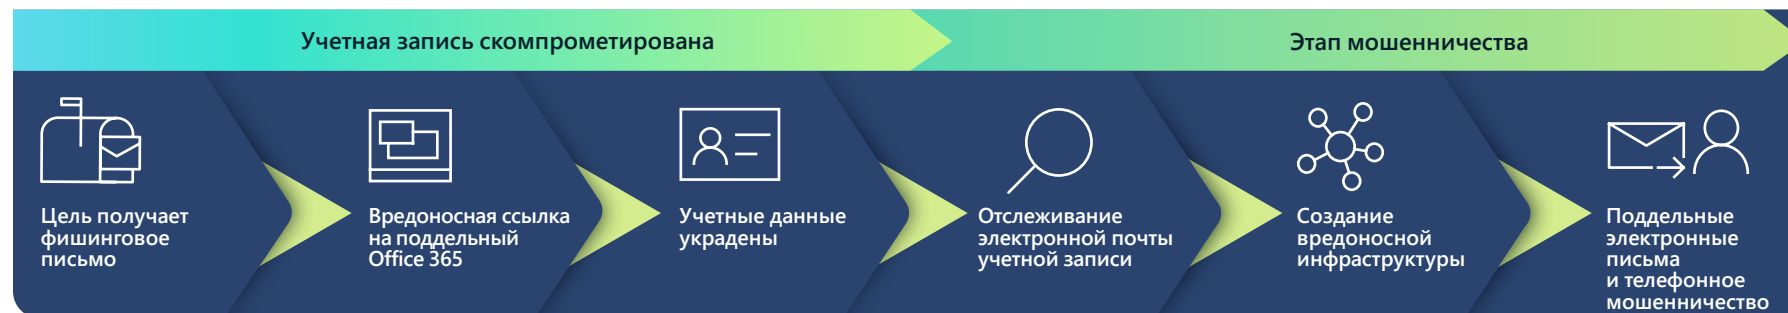 Учетная запись скомпрометирована
Этап мошенничества
Цель получает
фишинговое
письмо
Вредоносная ссылка
на поддельный
Office 365
Учетные данные
украдены
Отслеживание
электронной почты
учетной записи
Создание
вредоносной
инфраструктуры
Поддельные
электронные
письма
и телефонное
мошенничество